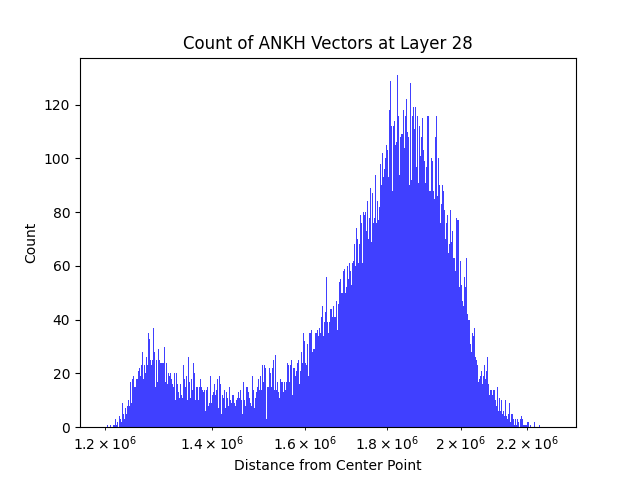 Count of ANKH Vectors at Layer 28
Count
120
100
80
60
40
20
0
1.2 × 10⁶ 1.4 × 10⁶ 1.6 × 10⁶ 1.8 × 10⁶ 2 × 10⁶ 2.2 × 10⁶
Distance from Center Point